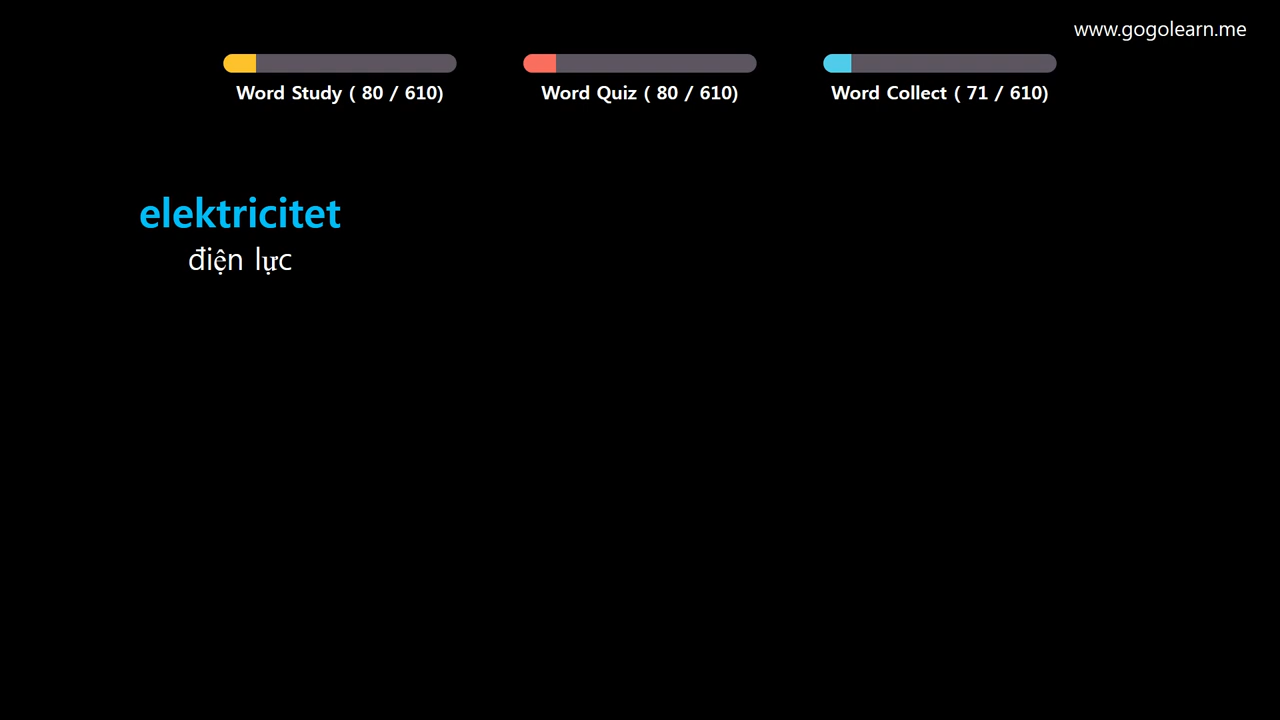 www.gogolearn.me
Word Study ( 80 / 610)
Word Quiz ( 80 / 610)
Word Collect ( 71 / 610)
elektricitet
điện lực